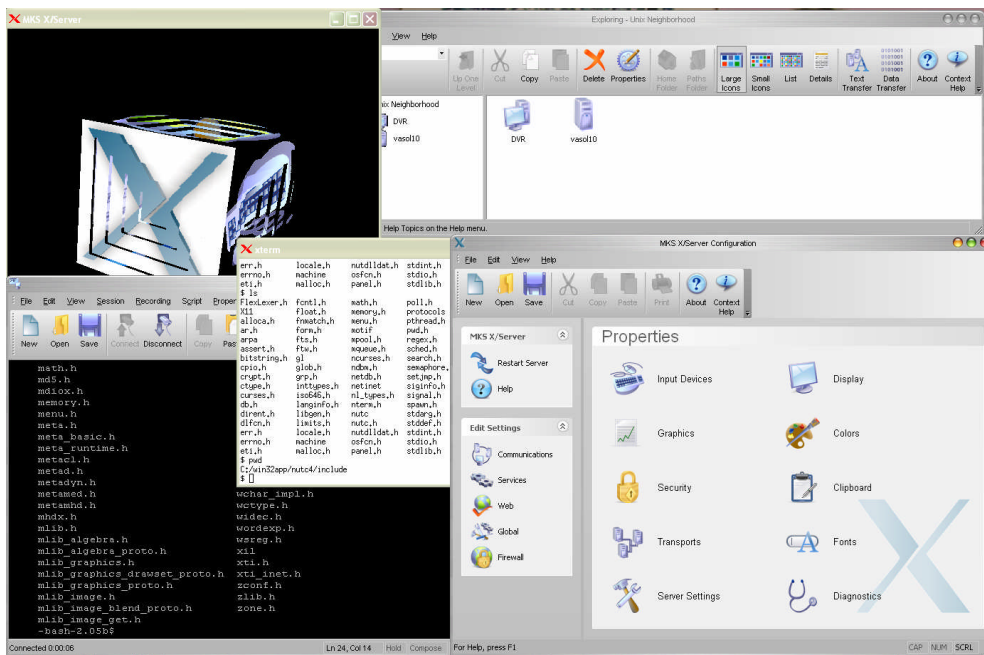 MKS X/Server
Exploring - Unix Neighborhood
View Help
Up One Level
Cut
Copy
Paste
Delete
Properties
Home Folder
Paths Folder
Large Icons
Small Icons
List
Details
Text Transfer
Data Transfer
About
Context Help
nix Neighborhood
DVR
vasol10
DVR
vasol10
Help Topics on the Help menu.
xterm
err.h locale.h nutdlldat.h stdint.h
errno.h machine osfcn.h stdio.h
eti.h malloc.h panel.h stdlib.h
$ ls
FlexLexer.h fcntl.h math.h poll.h
X11 float.h memory.h protocols
alloca.h fnmatch.h menu.h pthread.h
ar.h form.h motif pwd.h
arpa fts.h mpool.h regex.h
assert.h ftw.h mqueue.h sched.h
bitstring.h gl ncurses.h search.h
cpio.h glob.h ndbm.h semaphore.
crypt.h grp.h netdb.h setjmp.h
ctype.h inttypes.h netinet siginfo.h
curses.h iso646.h nl_types.h signal.h
db.h langinfo.h nterm.h spawn.h
dirent.h libgen.h nutc stdarg.h
dlfcn.h limits.h nutc.h stddef.h
err.h locale.h nutdlldat.h stdint.h
errno.h machine osfcn.h stdio.h
eti.h malloc.h panel.h stdlib.h
$ pwd
C:/win32app/nutc4/include
$
File Edit View Session Recording Script Proper
New Open Save Connect Disconnect Copy Pas
math.h
md5.h
mdiox.h
memory.h
menu.h
meta.h
meta_basic.h
meta_runtime.h
metacl.h
metad.h
metadyn.h
metamed.h wchar_impl.h
metamhd.h wctype.h
mhdx.h widec.h
mlib.h wordexp.h
mlib_algebra.h wsreg.h
mlib_algebra_proto.h xil
mlib_graphics.h xti.h
mlib_graphics_drawset_proto.h xti_inet.h
mlib_graphics_proto.h zconf.h
mlib_image.h zlib.h
mlib_image_blend_proto.h zone.h
mlib_image_get.h
-bash-2.05b$
Connected 0:00:06 Ln 24, Col 14 Hold Compose
MKS X/Server Configuration
File Edit View Help
New Open Save Cut Copy Paste Print About Context Help
MKS X/Server
Restart Server
Help
Edit Settings
Communications
Services
Web
Global
Firewall
Properties
Input Devices Display
Graphics Colors
Security Clipboard
Transports Fonts
Server Settings Diagnostics
For Help, press F1 CAP NUM SCRL